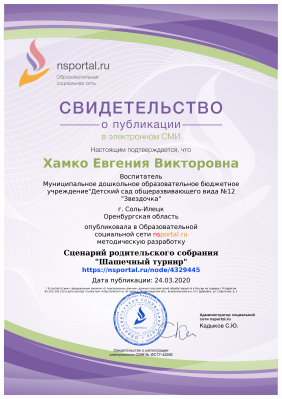 nsportal.ru
Образовательная
социальная сеть
СВИДЕТЕЛЬСТВО
о публикации
в электронном СМИ
Настоящим подтверждается, что
Хамко Евгения Викторовна
Воспитатель
Муниципальное дошкольное образовательное бюджетное
учреждение"Детский сад общеразвивающего вида №12
"Звездочка"
г. Соль-Илецк
Оренбургская область
опубликовала в Образовательной
социальной сети nsportal.ru
методическую разработку
Сценарий родительского собрания
"Шашечный турнир"
https://nsportal.ru/node/4329445
Дата публикации: 24.03.2020
Администратор социальной
сети nsportal.ru
Кадыков С.Ю.
Свидетельство о регистрации